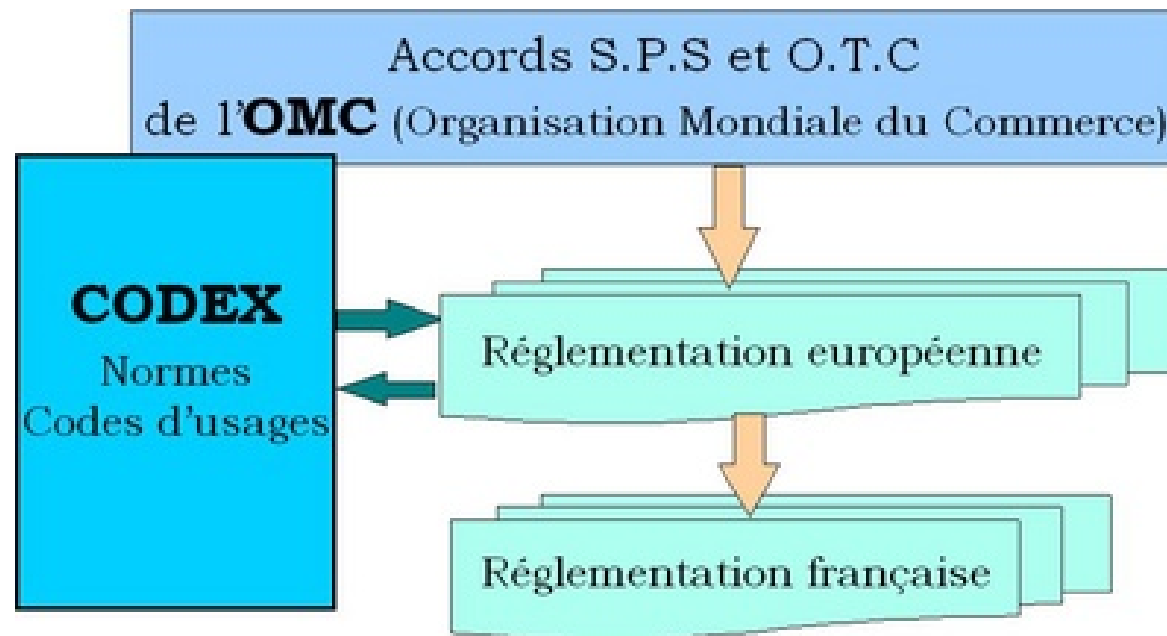 Accords S.P.S et O.T.C
de l'OMC (Organisation Mondiale du Commerce)
CODEX
Normes
Codes d'usages
Réglementation européenne
Réglementation française